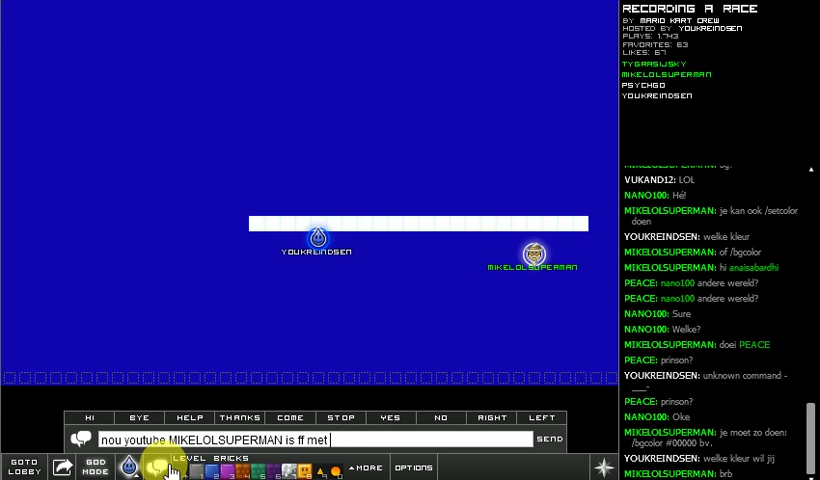 RECORDING A RACE
BY MARIO KART CREW
HOSTED BY YOUKREINDSEN
PLAYS: 1,743
FAVORITES: 63
LIKES: 67
TYGRASIJSKY
MIKELOLSUPERMAN
PSYCHGO
YOUKREINDSEN
VUKAND12: LOL
NANO100: Hé!
MIKELOLSUPERMAN: je kan ook /setcolor
doen
YOUKREINDSEN: welke kleur
MIKELOLSUPERMAN: of /bgcolor
MIKELOLSUPERMAN: hi anaisabardhi
PEACE: nano100 andere wereld?
PEACE: nano100 andere wereld?
NANO100: Sure
NANO100: Welke?
MIKELOLSUPERMAN: doei PEACE
PEACE: prinson?
YOUKREINDSEN: unknown command -
____-
PEACE: prinson?
NANO100: Oke
MIKELOLSUPERMAN: je moet zo doen:
/bgcolor #00000 bv.
YOUKREINDSEN: welke kleur wil jij
MIKELOLSUPERMAN: brb
YOUKREINDSEN
MIKELOLSUPERMAN
HI BYE HELP THANKS COME STOP YES NO RIGHT LEFT
nou youtube MIKELOLSUPERMAN is ff met
SEND
GOTO LOBBY
GOD MODE
LEVEL BRICKS
MORE
OPTIONS